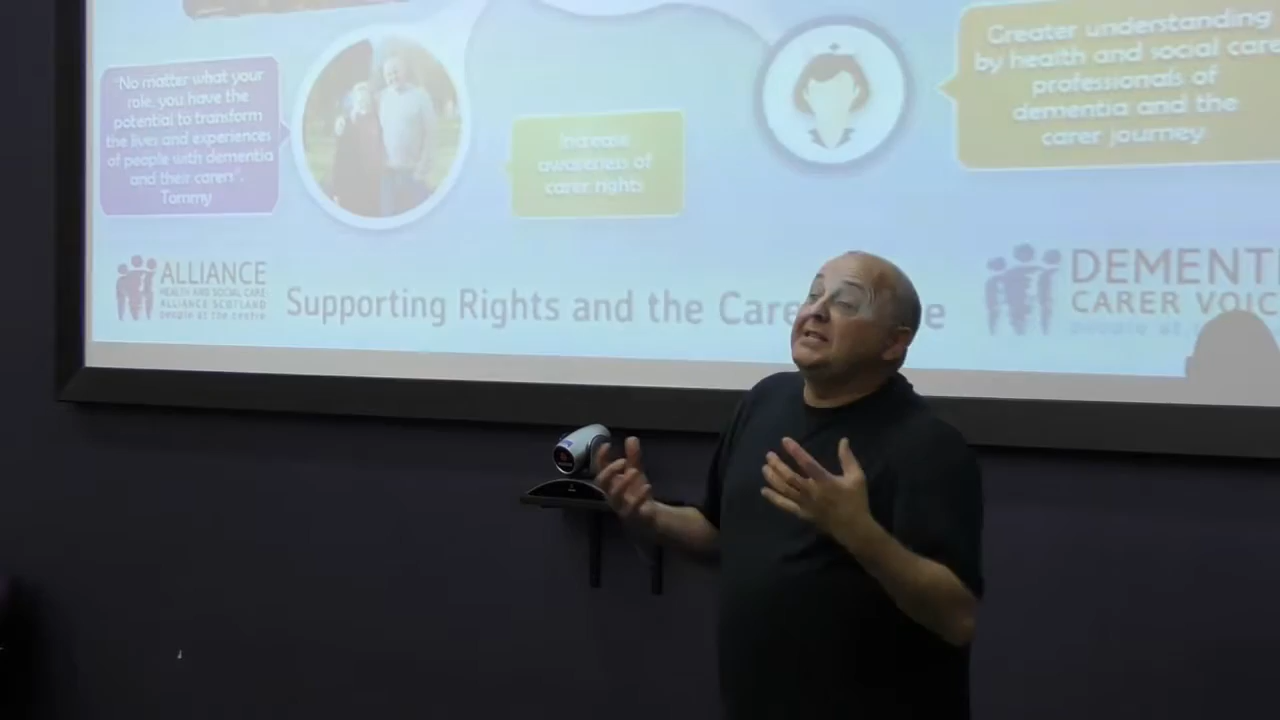 "No matter what your
role, you have the
potential to transform
the lives and experiences
of people with dementia
and their carers".
Tommy
Increase
awareness of
carer rights
Greater understanding
by health and social care
professionals of
dementia and the
carer journey
ALLIANCE
HEALTH AND SOCIAL CARE
ALLIANCE SCOTLAND
people at the centre
Supporting Rights and the Care e
DEMENTI
CARER VOIC
people at